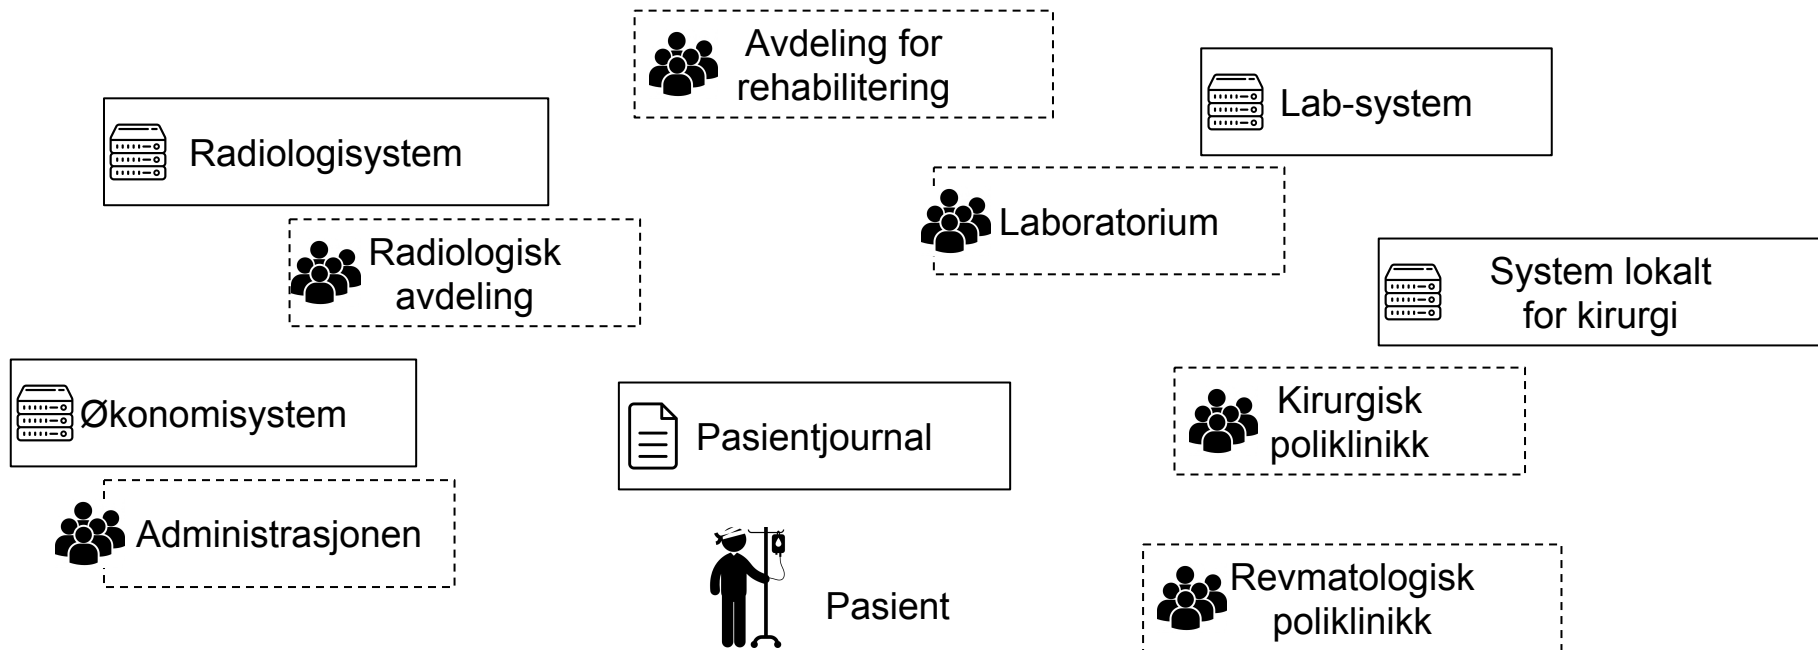 Avdeling for
rehabilitering
Lab-system
Radiologisystem
Laboratorium
Radiologisk
avdeling
System lokalt
for kirurgi
Økonomisystem
Pasientjournal
Kirurgisk
poliklinikk
Administrasjonen
Pasient
Revmatologisk
poliklinikk